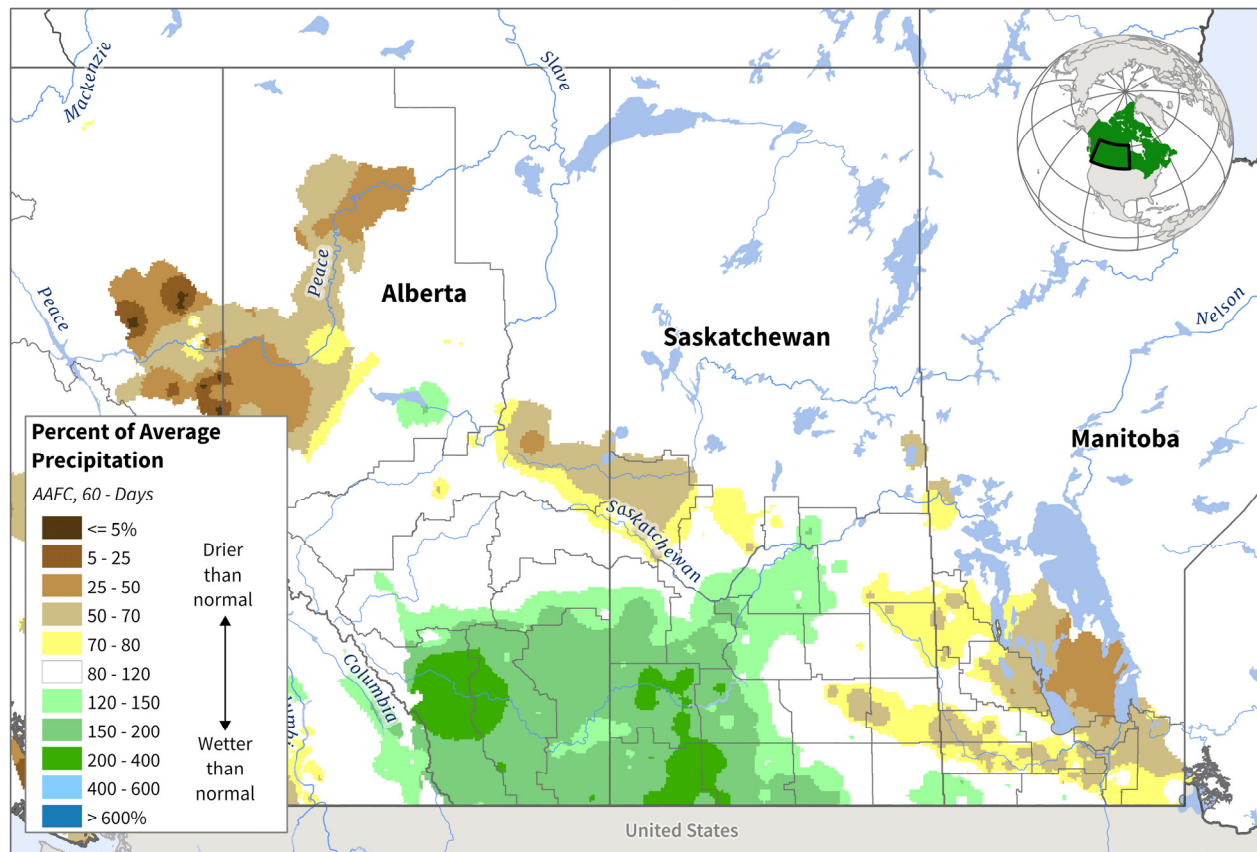 Mackenzie
Slave
Peace
Peace
Alberta
Saskatchewan
Nelson
Manitoba
Saskatchewan
Columbia
United States
Percent of Average
Precipitation
AAFC, 60 - Days
<= 5%
5 - 25
25 - 50
50 - 70
70 - 80
80 - 120
120 - 150
150 - 200
200 - 400
400 - 600
> 600%
Drier
than
normal
Wetter
than
normal